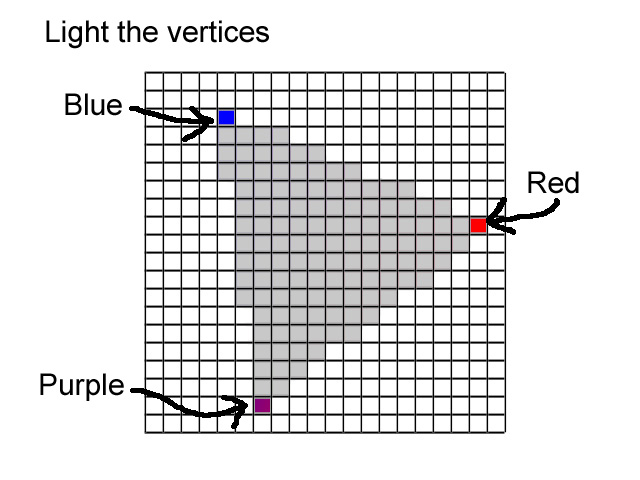 Light the vertices
Blue
Red
Purple